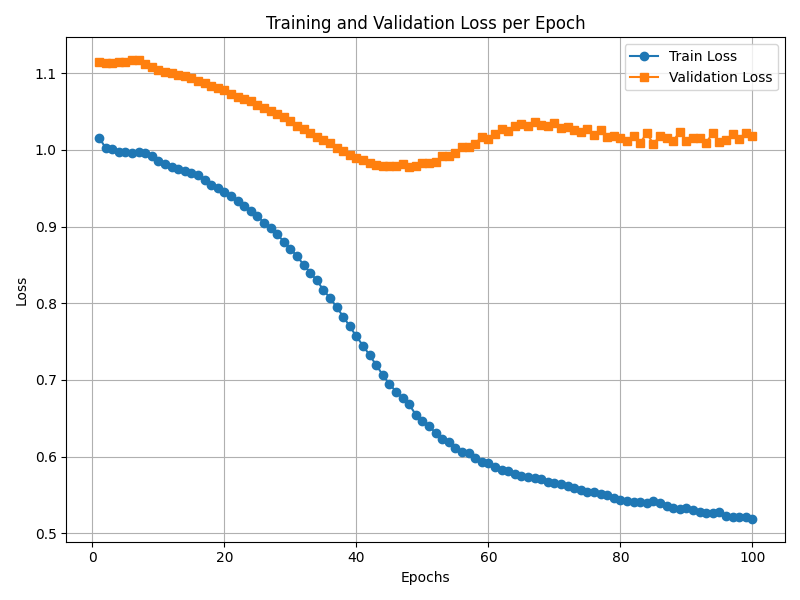 Training and Validation Loss per Epoch
Train Loss
Validation Loss
1.1
1.0
0.9
0.8
0.7
0.6
0.5
Loss
0 20 40 60 80 100
Epochs